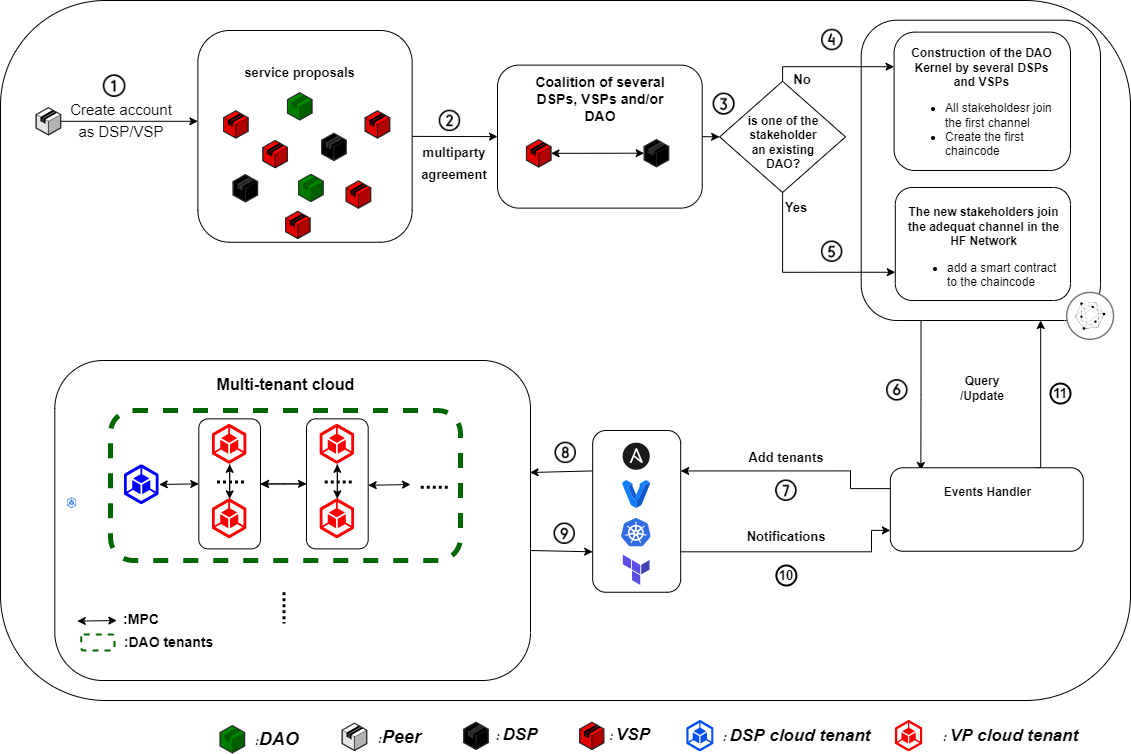 1
Create account
as DSP/VSP
service proposals
2
multiparty
agreement
Coalition of several
DSPs, VSPs and/or
DAO
3
is one of the
stakeholder
an existing
DAO?
No
Yes
4
5
Construction of the DAO
Kernel by several DSPs
and VSPs
• All stakeholdesr join
the first channel
• Create the first
chaincode
The new stakeholders join
the adequat channel in the
HF Network
• add a smart contract
to the chaincode
6
Query
/Update
11
Multi-tenant cloud
......
......
......
:MPC
:DAO tenants
8
9
Add tenants
7
Notifications
10
Events Handler
:DAO
:Peer
:DSP
:VSP
:DSP cloud tenant
: VP cloud tenant